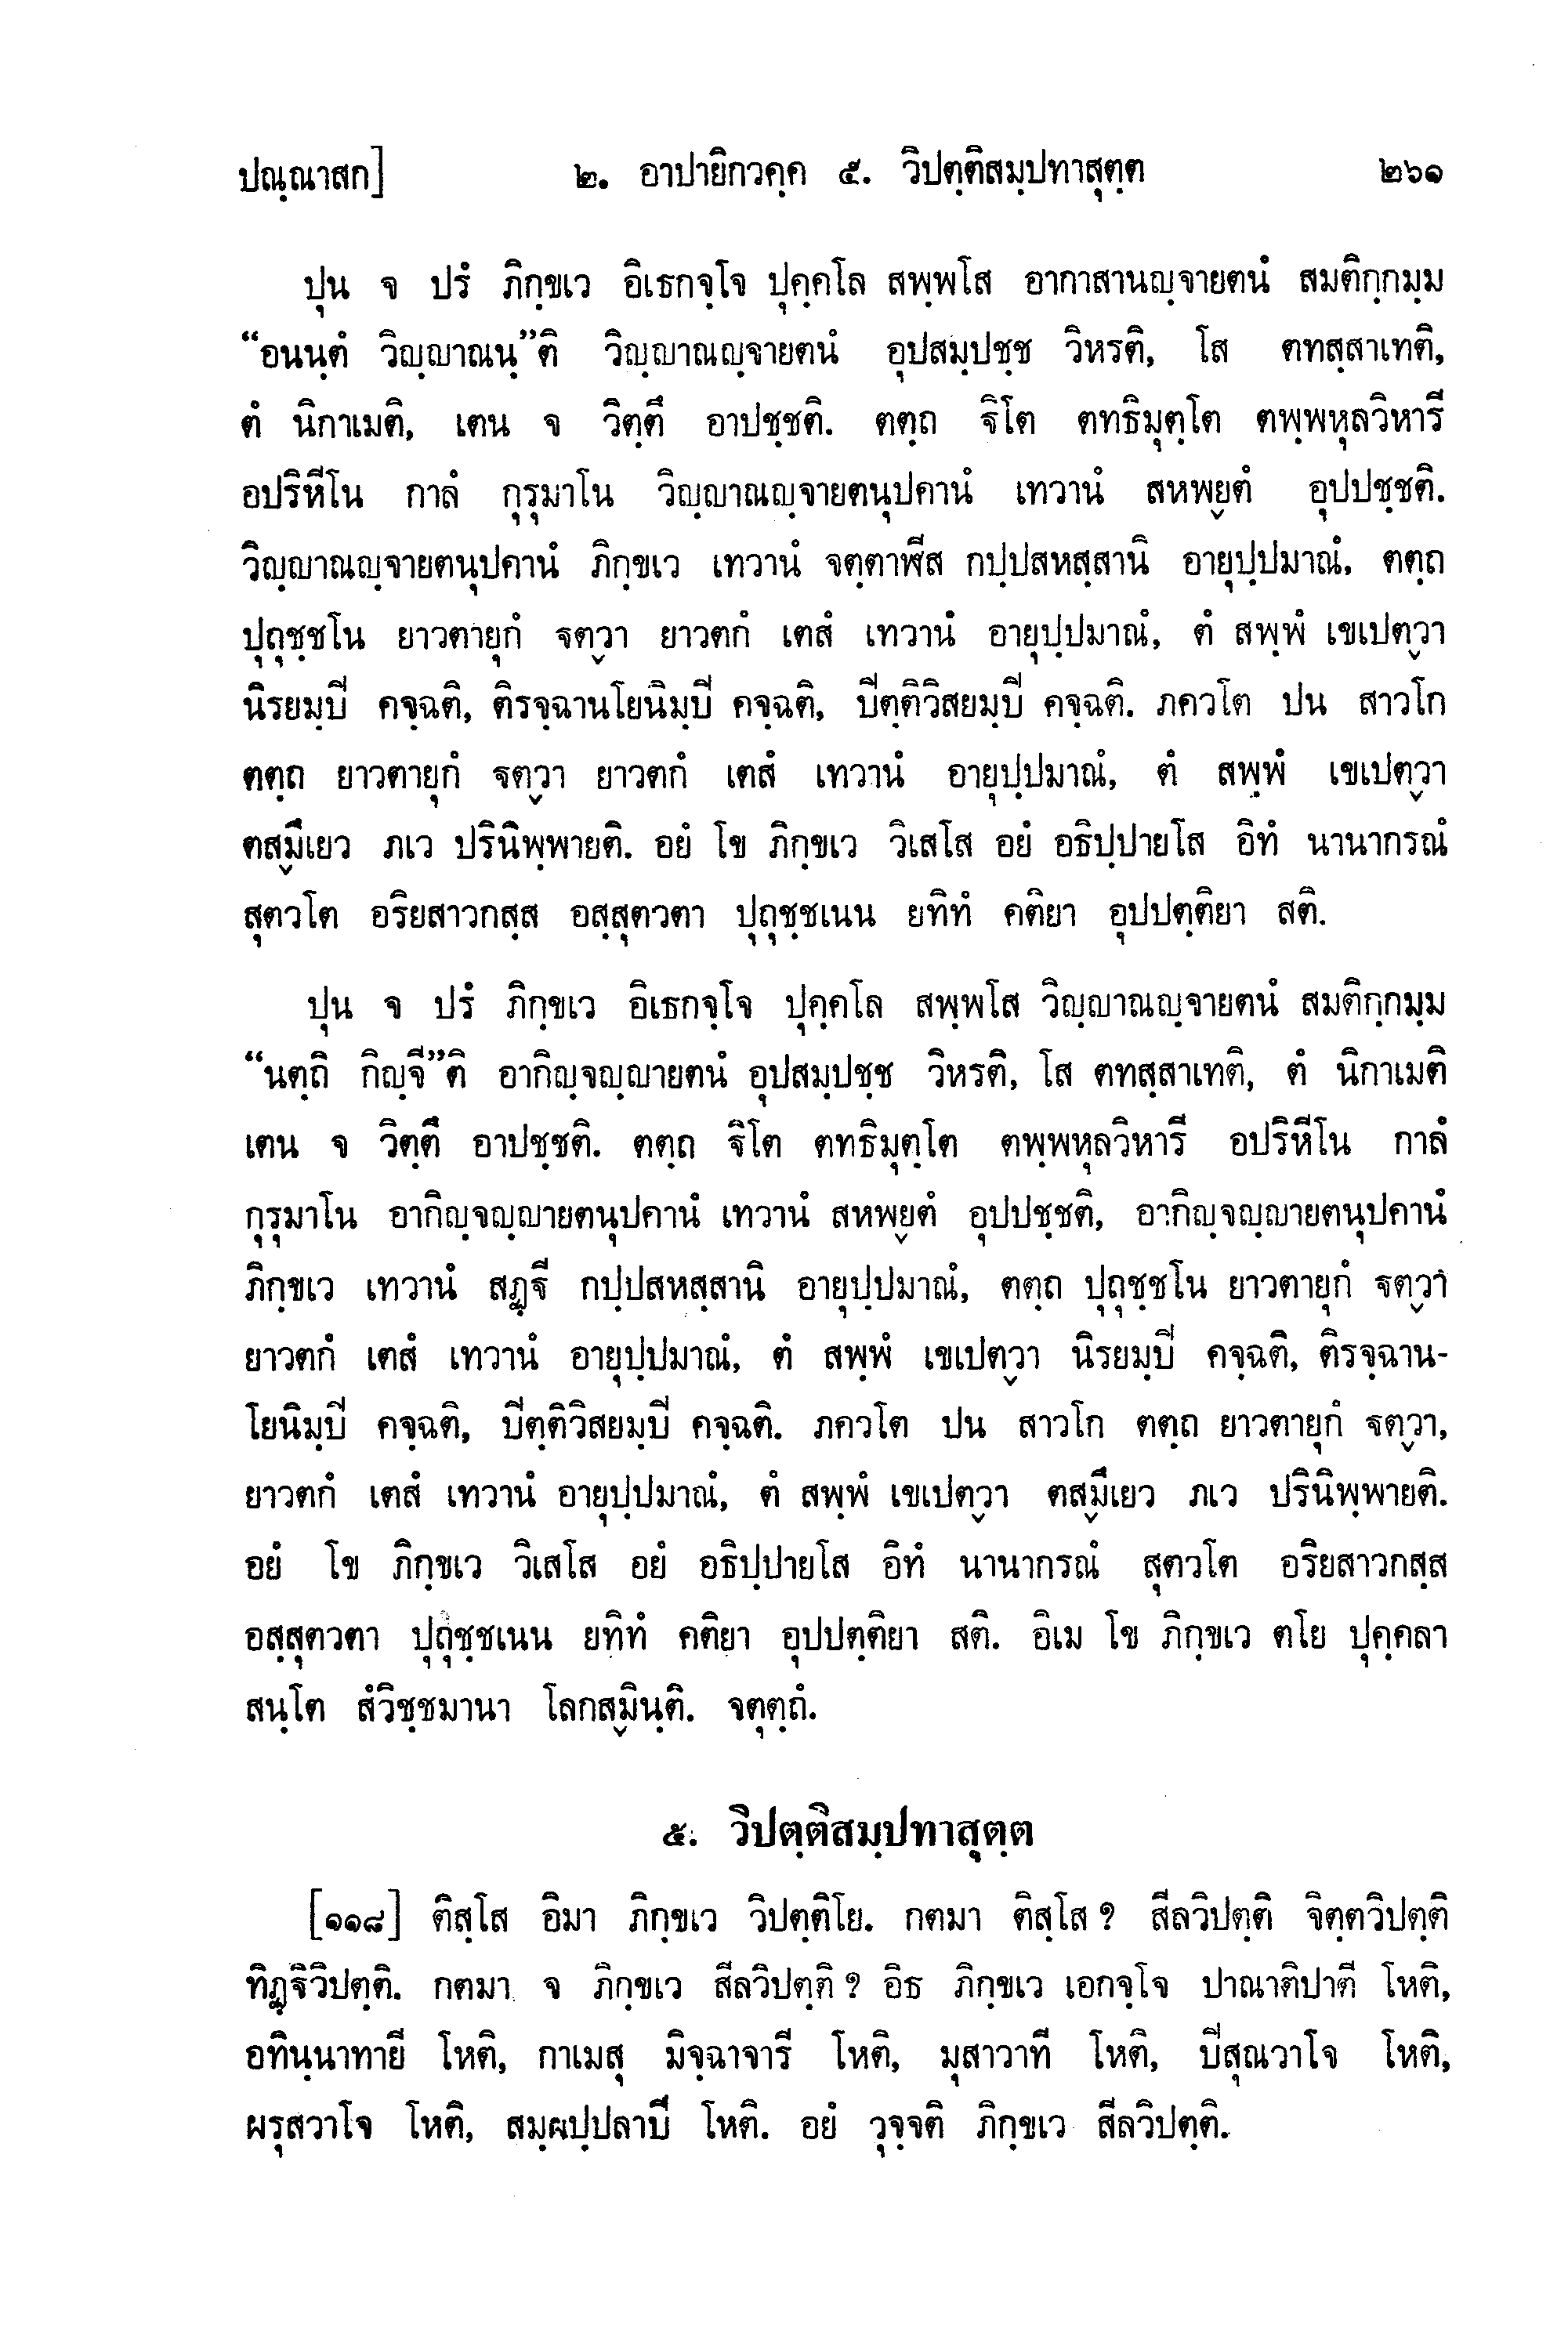 ปณฺณาสก]	๒. อาปายิกวคฺค ๕. วิปตฺติสมฺปทาสุตฺต	๒๖๑
ปุน จ ปรํ ภิกฺขเว อิเธกจฺโจ ปุคฺคโล สพฺพโส อากาสานญฺจายตนํ สมติกฺกมฺม
“อนนฺตํ วิญฺญาณนฺ”ติ วิญฺญาณญฺจายตนํ อุปสมฺปชฺช วิหรติ, โส ตทสฺสาเทติ,
ตํ นิกาเมติ, เตน จ วิตฺตึ อาปชฺชติ. ตตฺถ ฐิโต ตทธิมุตฺโต ตพฺพหุลวิหารี
อปริหีโน กาลํ กุรุมาโน วิญฺญาณญฺจายตนุปคานํ เทวานํ สหพฺยตํ อุปปชฺชติ.
วิญฺญาณญฺจายตนุปคานํ ภิกฺขเว เทวานํ จตฺตาฬีส กปฺปสหสฺสานิ อายุปฺปมาณํ, ตตฺถ
ปุถุชฺชโน ยาวตายุกํ ฐตฺวา ยาวตกํ เตสํ เทวานํ อายุปฺปมาณํ, ตํ สพฺพํ เขเปตฺวา
นิรยมฺปิ คจฺฉติ, ติรจฺฉานโยนิมฺปิ คจฺฉติ, ปิตฺติวิสยมฺปิ คจฺฉติ. ภควโต ปน สาวโก
ตตฺถ ยาวตายุกํ ฐตฺวา ยาวตกํ เตสํ เทวานํ อายุปฺปมาณํ, ตํ สพฺพํ เขเปตฺวา
ตสฺมึเยว ภเว ปรินิพฺพายติ. อยํ โข ภิกฺขเว วิเสโส อยํ อธิปฺปายโส อิทํ นานากรณํ
สุตวโต อริยสาวกสฺส อสฺสุตวตา ปุถุชฺชเนน ยทิทํ คติยา อุปปตฺติยา สติ.
ปุน จ ปรํ ภิกฺขเว อิเธกจฺโจ ปุคฺคโล สพฺพโส วิญฺญาณญฺจายตนํ สมติกฺกมฺม
“นตฺถิ กิญฺจี”ติ อากิญฺจญฺญายตนํ อุปสมฺปชฺช วิหรติ, โส ตทสฺสาเทติ, ตํ นิกาเมติ
เตน จ วิตฺตึ อาปชฺชติ. ตตฺถ ฐิโต ตทธิมุตฺโต ตพฺพหุลวิหารี อปริหีโน กาลํ
กุรุมาโน อากิญฺจญฺญายตนุปคานํ เทวานํ สหพฺยตํ อุปปชฺชติ, อากิญฺจญฺญายตนุปคานํ
ภิกฺขเว เทวานํ สฏฺฐี กปฺปสหสฺสานิ อายุปฺปมาณํ, ตตฺถ ปุถุชฺชโน ยาวตายุกํ ฐตฺวา
ยาวตกํ เตสํ เทวานํ อายุปฺปมาณํ, ตํ สพฺพํ เขเปตฺวา นิรยมฺปิ คจฺฉติ, ติรจฺฉาน-
โยนิมฺปิ คจฺฉติ, ปิตฺติวิสยมฺปิ คจฺฉติ. ภควโต ปน สาวโก ตตฺถ ยาวตายุกํ ฐตฺวา,
ยาวตกํ เตสํ เทวานํ อายุปฺปมาณํ, ตํ สพฺพํ เขเปตฺวา ตสฺมึเยว ภเว ปรินิพฺพายติ.
อยํ โข ภิกฺขเว วิเสโส อยํ อธิปฺปายโส อิทํ นานากรณํ สุตวโต อริยสาวกสฺส
อสฺสุตวตา ปุถุชฺชเนน ยทิทํ คติยา อุปปตฺติยา สติ. อิเม โข ภิกฺขเว ตโย ปุคฺคลา
สนฺโต สํวิชฺชมานา โลกสฺมินฺติ. จตุตฺถํ.
๕. วิปตฺติสมฺปทาสุตฺต
[๑๑๘] ติสฺโส อิมา ภิกฺขเว วิปตฺติโย. กตมา ติสฺโส ? สีลวิปตฺติ จิตฺตวิปตฺติ
ทิฏฺฐิวิปตฺติ. กตมา จ ภิกฺขเว สีลวิปตฺติ ? อิธ ภิกฺขเว เอกจฺโจ ปาณาติปาตี โหติ,
อทินฺนาทายี โหติ, กาเมสุ มิจฺฉาจารี โหติ, มุสาวาที โหติ, ปิสุณวาโจ โหติ,
ผรุสวาโจ โหติ, สมฺผปฺปลาปี โหติ. อยํ วุจฺจติ ภิกฺขเว สีลวิปตฺติ.